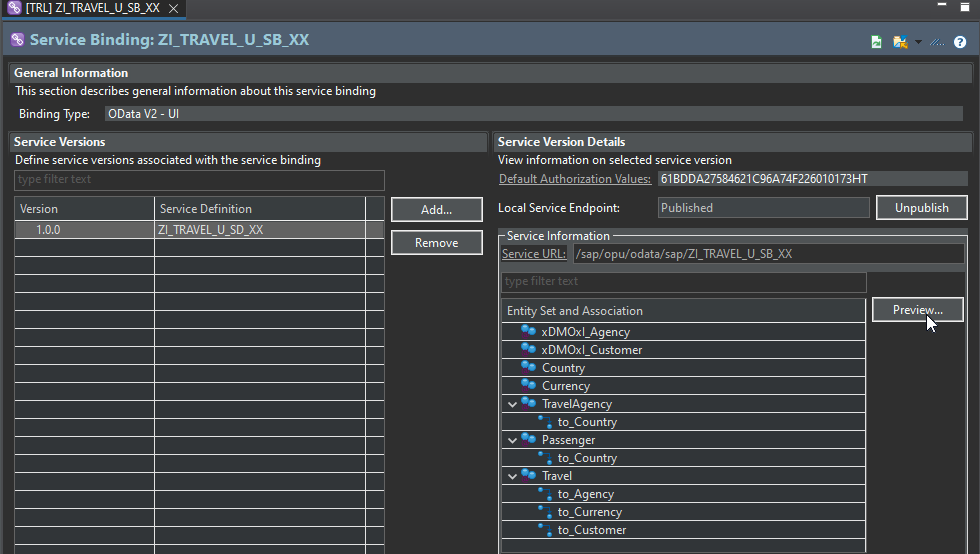 [TRL] ZI_TRAVEL_U_SB_XX
Service Binding: ZI_TRAVEL_U_SB_XX
General Information
This section describes general information about this service binding
Binding Type: OData V2 - UI
Service Versions
Define service versions associated with the service binding
type filter text
Version Service Definition
1.0.0 ZI_TRAVEL_U_SD_XX
Add...
Remove
Service Version Details
View information on selected service version
Default Authorization Values: 61BDDA27584621C96A74F226010173HT
Local Service Endpoint: Published Unpublish
Service Information
Service URL: /sap/opu/odata/sap/ZI_TRAVEL_U_SB_XX
type filter text
Entity Set and Association
Preview...
xDMOxI_Agency
xDMOxI_Customer
Country
Currency
TravelAgency
to_Country
Passenger
to_Country
Travel
to_Agency
to_Currency
to_Customer